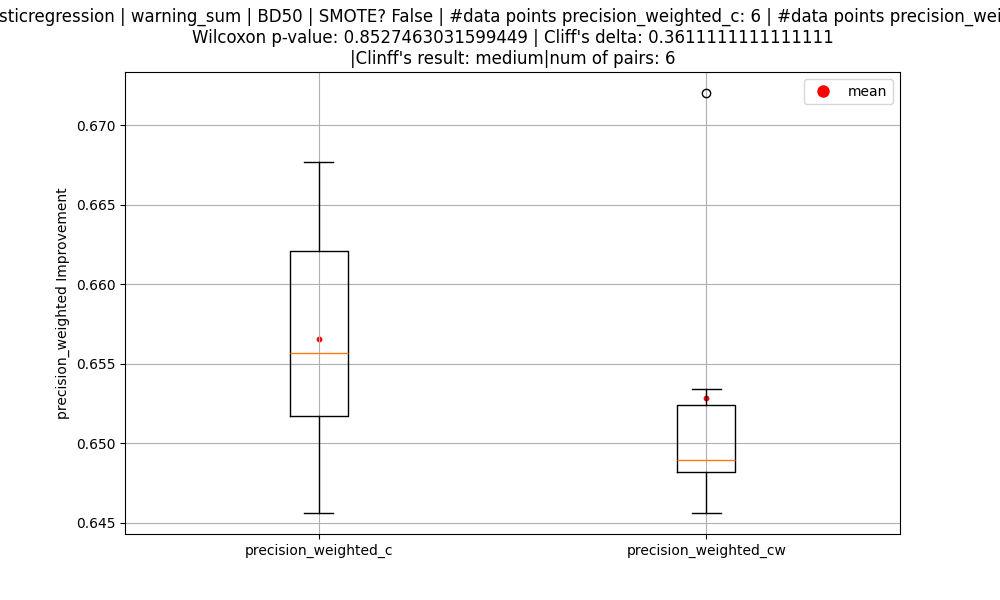 sticregression | warning_sum | BD50 | SMOTE? False | #data points precision_weighted_c: 6 | #data points precision_wei
Wilcoxon p-value: 0.8527463031599449 | Cliff's delta: 0.3611111111111111
|Clinff's result: medium|num of pairs: 6
mean
0.670
0.665
0.660
0.655
0.650
0.645
precision_weighted Improvement
precision_weighted_c
precision_weighted_cw